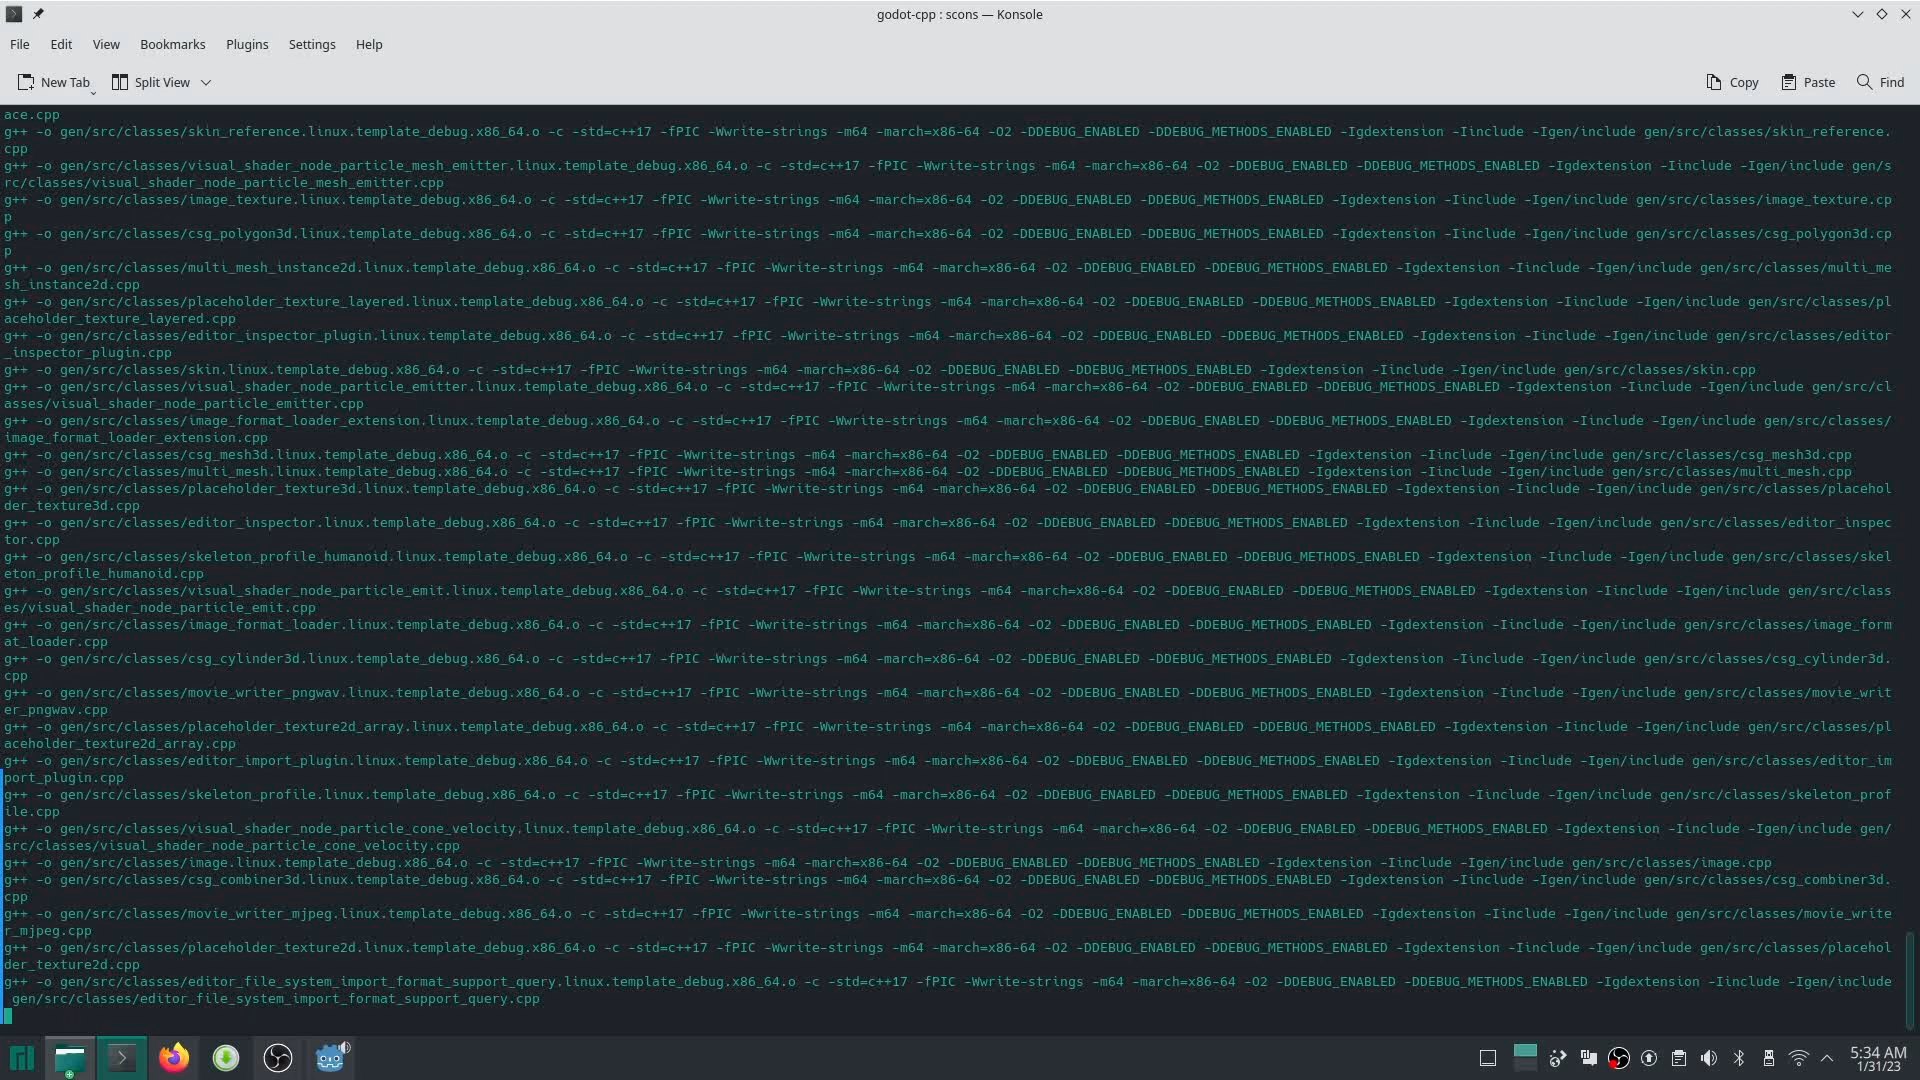 godot-cpp : scons — Konsole
File Edit View Bookmarks Plugins Settings Help
New Tab Split View Copy Paste Find
ace.cpp
g++ -o gen/src/classes/skin_reference.linux.template_debug.x86_64.o -c -std=c++17 -fPIC -Wwrite-strings -m64 -march=x86-64 -O2 -DDEBUG_ENABLED -DDEBUG_METHODS_ENABLED -Igdextension -Iinclude -Igen/include gen/src/classes/skin_reference.
cpp
g++ -o gen/src/classes/visual_shader_node_particle_mesh_emitter.linux.template_debug.x86_64.o -c -std=c++17 -fPIC -Wwrite-strings -m64 -march=x86-64 -O2 -DDEBUG_ENABLED -DDEBUG_METHODS_ENABLED -Igdextension -Iinclude -Igen/include gen/s
rc/classes/visual_shader_node_particle_mesh_emitter.cpp
g++ -o gen/src/classes/image_texture.linux.template_debug.x86_64.o -c -std=c++17 -fPIC -Wwrite-strings -m64 -march=x86-64 -O2 -DDEBUG_ENABLED -DDEBUG_METHODS_ENABLED -Igdextension -Iinclude -Igen/include gen/src/classes/image_texture.cp
p
g++ -o gen/src/classes/csg_polygon3d.linux.template_debug.x86_64.o -c -std=c++17 -fPIC -Wwrite-strings -m64 -march=x86-64 -O2 -DDEBUG_ENABLED -DDEBUG_METHODS_ENABLED -Igdextension -Iinclude -Igen/include gen/src/classes/csg_polygon3d.cp
p
g++ -o gen/src/classes/multi_mesh_instance2d.linux.template_debug.x86_64.o -c -std=c++17 -fPIC -Wwrite-strings -m64 -march=x86-64 -O2 -DDEBUG_ENABLED -DDEBUG_METHODS_ENABLED -Igdextension -Iinclude -Igen/include gen/src/classes/multi_me
sh_instance2d.cpp
g++ -o gen/src/classes/placeholder_texture_layered.linux.template_debug.x86_64.o -c -std=c++17 -fPIC -Wwrite-strings -m64 -march=x86-64 -O2 -DDEBUG_ENABLED -DDEBUG_METHODS_ENABLED -Igdextension -Iinclude -Igen/include gen/src/classes/pl
aceholder_texture_layered.cpp
g++ -o gen/src/classes/editor_inspector_plugin.linux.template_debug.x86_64.o -c -std=c++17 -fPIC -Wwrite-strings -m64 -march=x86-64 -O2 -DDEBUG_ENABLED -DDEBUG_METHODS_ENABLED -Igdextension -Iinclude -Igen/include gen/src/classes/editor
_inspector_plugin.cpp
g++ -o gen/src/classes/skin.linux.template_debug.x86_64.o -c -std=c++17 -fPIC -Wwrite-strings -m64 -march=x86-64 -O2 -DDEBUG_ENABLED -DDEBUG_METHODS_ENABLED -Igdextension -Iinclude -Igen/include gen/src/classes/skin.cpp
g++ -o gen/src/classes/visual_shader_node_particle_emitter.linux.template_debug.x86_64.o -c -std=c++17 -fPIC -Wwrite-strings -m64 -march=x86-64 -O2 -DDEBUG_ENABLED -DDEBUG_METHODS_ENABLED -Igdextension -Iinclude -Igen/include gen/src/cl
asses/visual_shader_node_particle_emitter.cpp
g++ -o gen/src/classes/image_format_loader_extension.linux.template_debug.x86_64.o -c -std=c++17 -fPIC -Wwrite-strings -m64 -march=x86-64 -O2 -DDEBUG_ENABLED -DDEBUG_METHODS_ENABLED -Igdextension -Iinclude -Igen/include gen/src/classes/
image_format_loader_extension.cpp
g++ -o gen/src/classes/csg_mesh3d.linux.template_debug.x86_64.o -c -std=c++17 -fPIC -Wwrite-strings -m64 -march=x86-64 -O2 -DDEBUG_ENABLED -DDEBUG_METHODS_ENABLED -Igdextension -Iinclude -Igen/include gen/src/classes/csg_mesh3d.cpp
g++ -o gen/src/classes/multi_mesh.linux.template_debug.x86_64.o -c -std=c++17 -fPIC -Wwrite-strings -m64 -march=x86-64 -O2 -DDEBUG_ENABLED -DDEBUG_METHODS_ENABLED -Igdextension -Iinclude -Igen/include gen/src/classes/multi_mesh.cpp
g++ -o gen/src/classes/placeholder_texture3d.linux.template_debug.x86_64.o -c -std=c++17 -fPIC -Wwrite-strings -m64 -march=x86-64 -O2 -DDEBUG_ENABLED -DDEBUG_METHODS_ENABLED -Igdextension -Iinclude -Igen/include gen/src/classes/placehol
der_texture3d.cpp
g++ -o gen/src/classes/editor_inspector.linux.template_debug.x86_64.o -c -std=c++17 -fPIC -Wwrite-strings -m64 -march=x86-64 -O2 -DDEBUG_ENABLED -DDEBUG_METHODS_ENABLED -Igdextension -Iinclude -Igen/include gen/src/classes/editor_inspec
tor.cpp
g++ -o gen/src/classes/skeleton_profile_humanoid.linux.template_debug.x86_64.o -c -std=c++17 -fPIC -Wwrite-strings -m64 -march=x86-64 -O2 -DDEBUG_ENABLED -DDEBUG_METHODS_ENABLED -Igdextension -Iinclude -Igen/include gen/src/classes/skel
eton_profile_humanoid.cpp
g++ -o gen/src/classes/visual_shader_node_particle_emit.linux.template_debug.x86_64.o -c -std=c++17 -fPIC -Wwrite-strings -m64 -march=x86-64 -O2 -DDEBUG_ENABLED -DDEBUG_METHODS_ENABLED -Igdextension -Iinclude -Igen/include gen/src/class
es/visual_shader_node_particle_emit.cpp
g++ -o gen/src/classes/image_format_loader.linux.template_debug.x86_64.o -c -std=c++17 -fPIC -Wwrite-strings -m64 -march=x86-64 -O2 -DDEBUG_ENABLED -DDEBUG_METHODS_ENABLED -Igdextension -Iinclude -Igen/include gen/src/classes/image_form
at_loader.cpp
g++ -o gen/src/classes/csg_cylinder3d.linux.template_debug.x86_64.o -c -std=c++17 -fPIC -Wwrite-strings -m64 -march=x86-64 -O2 -DDEBUG_ENABLED -DDEBUG_METHODS_ENABLED -Igdextension -Iinclude -Igen/include gen/src/classes/csg_cylinder3d.
cpp
g++ -o gen/src/classes/movie_writer_pngwav.linux.template_debug.x86_64.o -c -std=c++17 -fPIC -Wwrite-strings -m64 -march=x86-64 -O2 -DDEBUG_ENABLED -DDEBUG_METHODS_ENABLED -Igdextension -Iinclude -Igen/include gen/src/classes/movie_writ
er_pngwav.cpp
g++ -o gen/src/classes/placeholder_texture2d_array.linux.template_debug.x86_64.o -c -std=c++17 -fPIC -Wwrite-strings -m64 -march=x86-64 -O2 -DDEBUG_ENABLED -DDEBUG_METHODS_ENABLED -Igdextension -Iinclude -Igen/include gen/src/classes/pl
aceholder_texture2d_array.cpp
g++ -o gen/src/classes/editor_import_plugin.linux.template_debug.x86_64.o -c -std=c++17 -fPIC -Wwrite-strings -m64 -march=x86-64 -O2 -DDEBUG_ENABLED -DDEBUG_METHODS_ENABLED -Igdextension -Iinclude -Igen/include gen/src/classes/editor_im
port_plugin.cpp
g++ -o gen/src/classes/skeleton_profile.linux.template_debug.x86_64.o -c -std=c++17 -fPIC -Wwrite-strings -m64 -march=x86-64 -O2 -DDEBUG_ENABLED -DDEBUG_METHODS_ENABLED -Igdextension -Iinclude -Igen/include gen/src/classes/skeleton_prof
ile.cpp
g++ -o gen/src/classes/visual_shader_node_particle_cone_velocity.linux.template_debug.x86_64.o -c -std=c++17 -fPIC -Wwrite-strings -m64 -march=x86-64 -O2 -DDEBUG_ENABLED -DDEBUG_METHODS_ENABLED -Igdextension -Iinclude -Igen/include gen/
src/classes/visual_shader_node_particle_cone_velocity.cpp
g++ -o gen/src/classes/image.linux.template_debug.x86_64.o -c -std=c++17 -fPIC -Wwrite-strings -m64 -march=x86-64 -O2 -DDEBUG_ENABLED -DDEBUG_METHODS_ENABLED -Igdextension -Iinclude -Igen/include gen/src/classes/image.cpp
g++ -o gen/src/classes/csg_combiner3d.linux.template_debug.x86_64.o -c -std=c++17 -fPIC -Wwrite-strings -m64 -march=x86-64 -O2 -DDEBUG_ENABLED -DDEBUG_METHODS_ENABLED -Igdextension -Iinclude -Igen/include gen/src/classes/csg_combiner3d.
cpp
g++ -o gen/src/classes/movie_writer_mjpeg.linux.template_debug.x86_64.o -c -std=c++17 -fPIC -Wwrite-strings -m64 -march=x86-64 -O2 -DDEBUG_ENABLED -DDEBUG_METHODS_ENABLED -Igdextension -Iinclude -Igen/include gen/src/classes/movie_write
r_mjpeg.cpp
g++ -o gen/src/classes/placeholder_texture2d.linux.template_debug.x86_64.o -c -std=c++17 -fPIC -Wwrite-strings -m64 -march=x86-64 -O2 -DDEBUG_ENABLED -DDEBUG_METHODS_ENABLED -Igdextension -Iinclude -Igen/include gen/src/classes/placehol
der_texture2d.cpp
g++ -o gen/src/classes/editor_file_system_import_format_support_query.linux.template_debug.x86_64.o -c -std=c++17 -fPIC -Wwrite-strings -m64 -march=x86-64 -O2 -DDEBUG_ENABLED -DDEBUG_METHODS_ENABLED -Igdextension -Iinclude -Igen/include
gen/src/classes/editor_file_system_import_format_support_query.cpp
5:34 AM
1/31/23